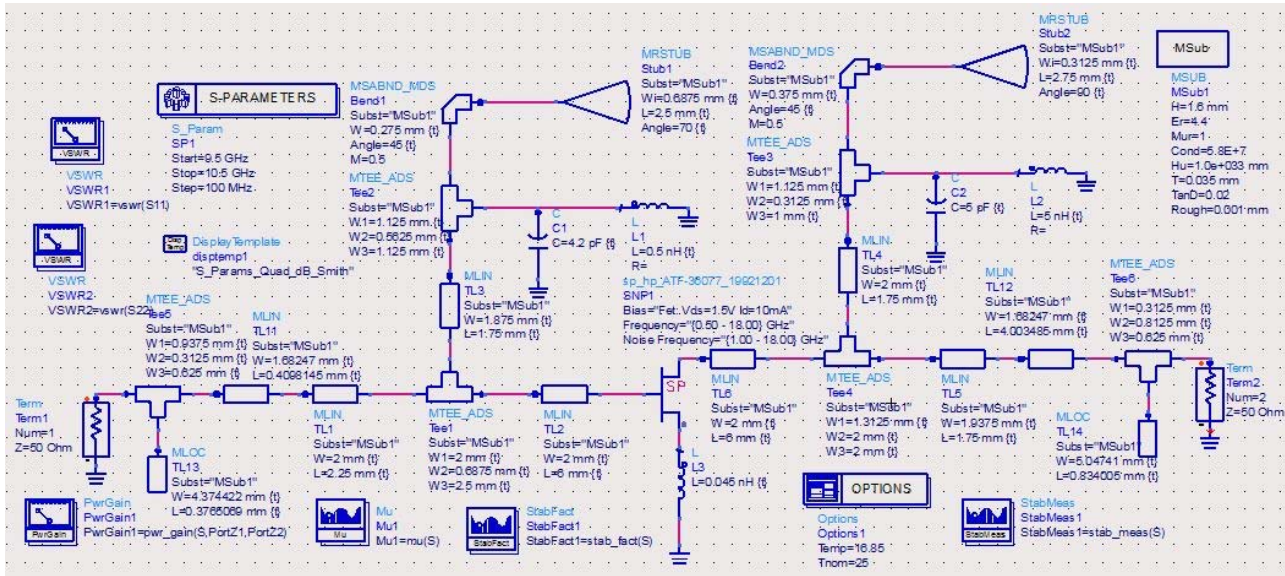 S-PARAMETERS
S_Param
SP1
Start=9.5 GHz
Stop=10.5 GHz
Step=100 MHz
VSWR
VSWR
VSWR1
VSWR1=vswr(S11)
VSWR
VSWR
VSWR2
VSWR2=vswr(S22)
Disp
Temp
DisplayTemplate
disptemp1
"S_Params_Quad_dB_Smith"
MSABND_MDS
Bend1
Subst="MSub1"
W=0.275 mm {t}
Angle=45 {t}
M=0.5
MRSTUB
Stub1
Subst="MSub1"
Wi=0.6875 mm {t}
L=2.5 mm {t}
Angle=70 {t}
MTEE_ADS
Tee2
Subst="MSub1"
W1=1.125 mm {t}
W2=0.5625 mm {t}
W3=1.125 mm {t}
C
C1
C=4.2 pF {t}
L
L1
L=0.5 nH {t}
R=
MLIN
TL3
Subst="MSub1"
W=1.875 mm {t}
L=1.75 mm {t}
MSABND_MDS
Bend2
Subst="MSub1"
W=0.375 mm {t}
Angle=45 {t}
M=0.5
MRSTUB
Stub2
Subst="MSub1"
Wi=0.3125 mm {t}
L=2.75 mm {t}
Angle=90 {t}
MSub
MSUB
MSub1
H=1.6 mm
Er=4.4
Mur=1
Cond=5.8E+7
Hu=1.0e+033 mm
T=0.035 mm
TanD=0.02
Rough=0.001 mm
MTEE_ADS
Tee3
Subst="MSub1"
W1=1.125 mm {t}
W2=0.3125 mm {t}
W3=1 mm {t}
C
C2
C=5 pF {t}
L
L2
L=5 nH {t}
R=
MLIN
TL4
Subst="MSub1"
W=2 mm {t}
L=1.75 mm {t}
sp_hp_ATF-36077_19921201
SNP1
Bias="Fet: Vds=1.5V Id=10mA"
Frequency="{0.50 - 18.00} GHz"
Noise Frequency="{1.00 - 18.00} GHz"
SP
MLIN
TL12
Subst="MSub1"
W=1.68247 mm {t}
L=4.003485 mm {t}
MTEE_ADS
Tee6
Subst="MSub1"
W1=0.3125 mm {t}
W2=0.8125 mm {t}
W3=0.625 mm {t}
MTEE_ADS
Tee5
Subst="MSub1"
W1=0.9375 mm {t}
W2=0.3125 mm {t}
W3=0.625 mm {t}
MLIN
TL11
Subst="MSub1"
W=1.68247 mm {t}
L=0.4098145 mm {t}
Term
Term1
Num=1
Z=50 Ohm
MLOC
TL13
Subst="MSub1"
W=4.374422 mm {t}
L=0.3765069 mm {t}
MLIN
TL1
Subst="MSub1"
W=2 mm {t}
L=2.25 mm {t}
MTEE_ADS
Tee1
Subst="MSub1"
W1=2 mm {t}
W2=0.6875 mm {t}
W3=2.5 mm {t}
MLIN
TL2
Subst="MSub1"
W=2 mm {t}
L=6 mm {t}
L
L3
L=0.045 nH {t}
R=
MLIN
TL6
Subst="MSub1"
W=2 mm {t}
L=6 mm {t}
MTEE_ADS
Tee4
Subst="MSub1"
W1=1.3125 mm {t}
W2=2 mm {t}
W3=2 mm {t}
MLIN
TL5
Subst="MSub1"
W=1.9375 mm {t}
L=1.75 mm {t}
MLOC
TL14
Subst="MSub1"
W=5.04741 mm {t}
L=0.834005 mm {t}
Term
Term2
Num=2
Z=50 Ohm
PwrGain
PwrGain
PwrGain1
PwrGain1=pwr_gain(S,PortZ1,PortZ2)
Mu
Mu
Mu1
Mu1=mu(S)
StabFact
StabFact
StabFact1
StabFact1=stab_fact(S)
OPTIONS
Options
Options1
Temp=16.85
Tnom=25
StabMeas
StabMeas
StabMeas1
StabMeas1=stab_meas(S)